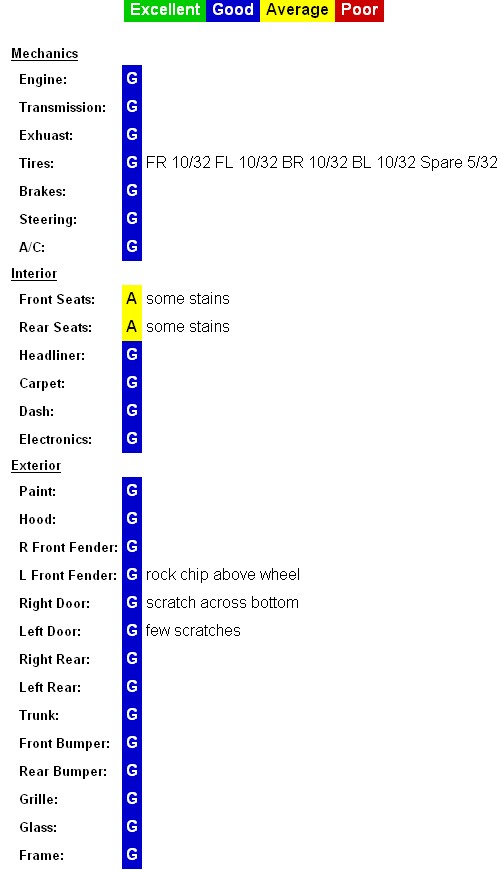 Excellent Good Average Poor
Mechanics
Engine: G
Transmission: G
Exhuast: G
Tires: G FR 10/32 FL 10/32 BR 10/32 BL 10/32 Spare 5/32
Brakes: G
Steering: G
A/C: G
Interior
Front Seats: A some stains
Rear Seats: A some stains
Headliner: G
Carpet: G
Dash: G
Electronics: G
Exterior
Paint: G
Hood: G
R Front Fender: G
L Front Fender: G rock chip above wheel
Right Door: G scratch across bottom
Left Door: G few scratches
Right Rear: G
Left Rear: G
Trunk: G
Front Bumper: G
Rear Bumper: G
Grille: G
Glass: G
Frame: G